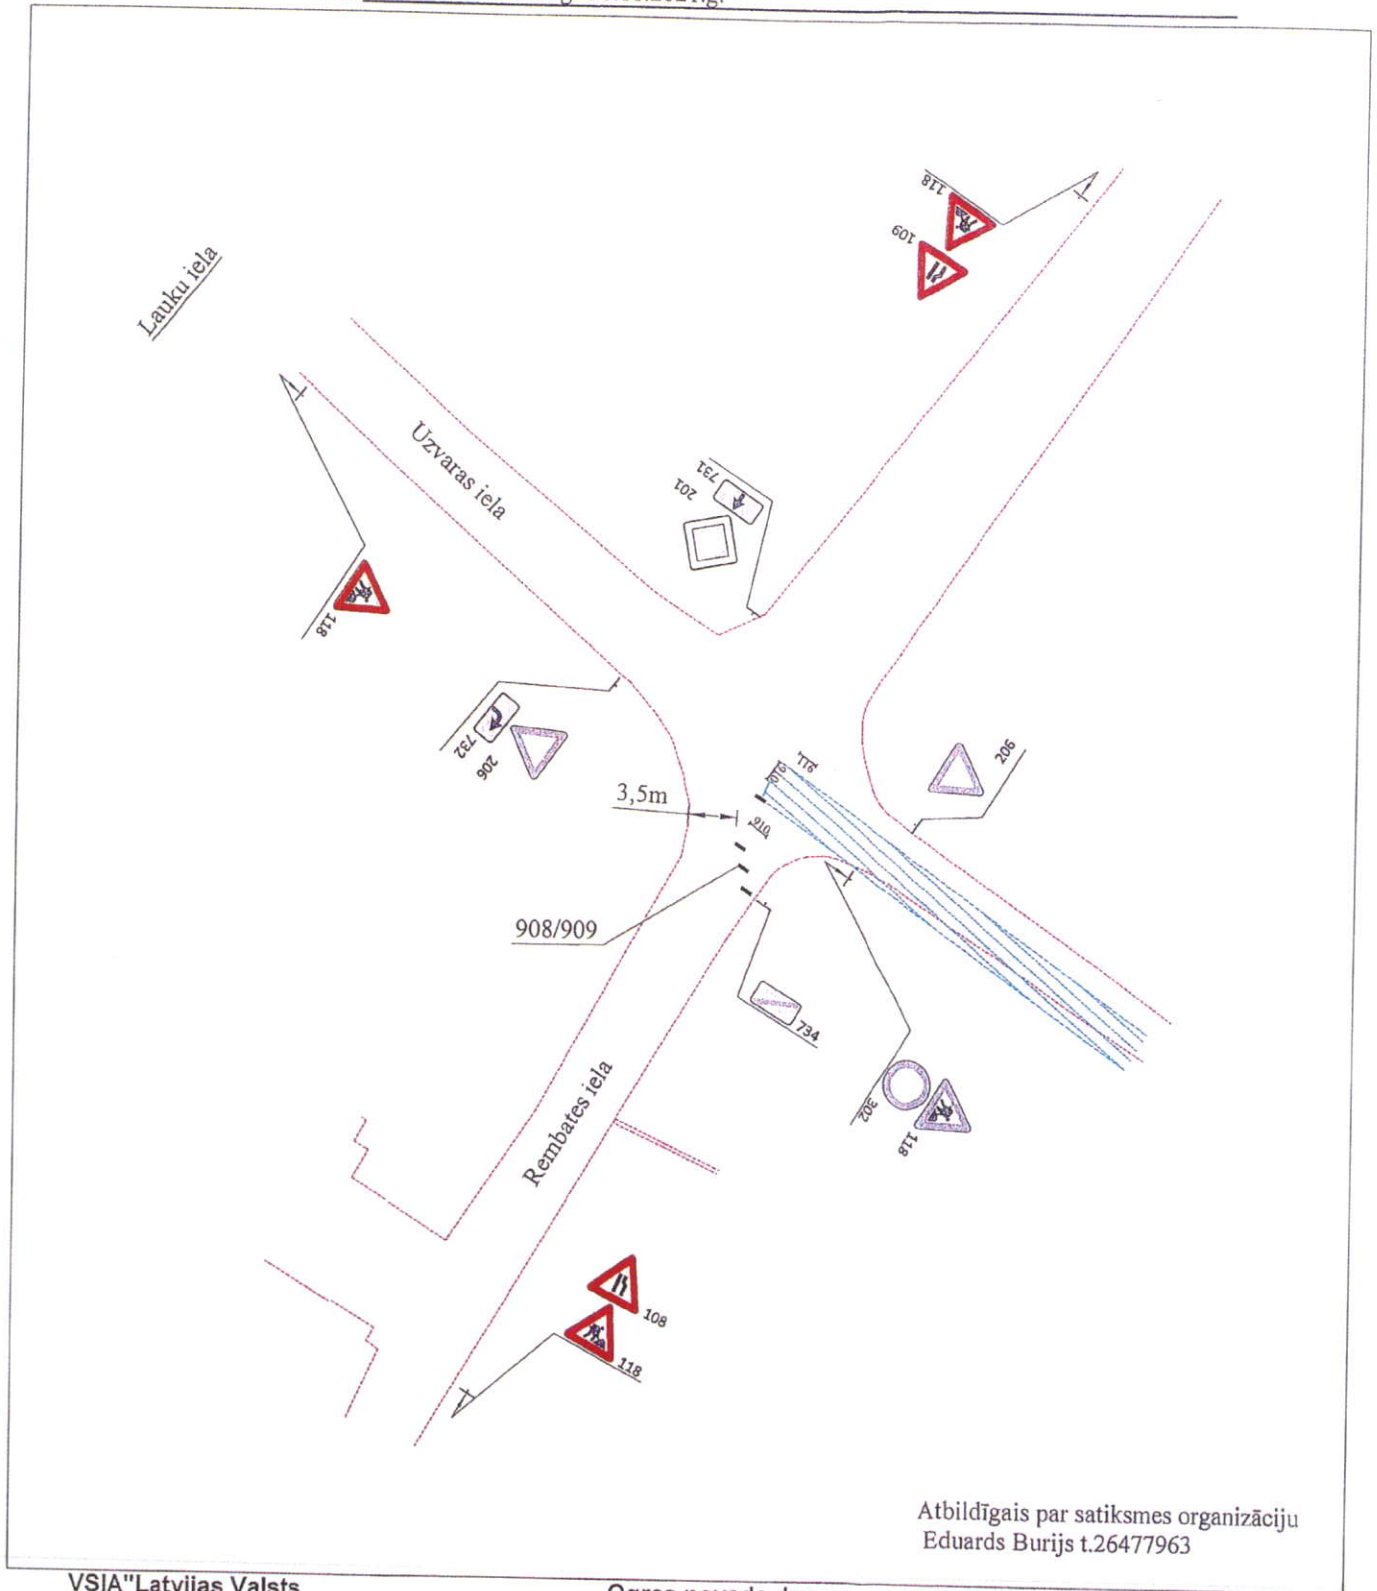 118
109
Lauku iela
Uzvaras iela
731
201
118
732
206
206
3,5m
911
910
910
908/909
734
302
118
Rembates iela
108
118
Atbildīgais par satiksmes organizāciju
Eduards Burijs t.26477963
VSIA"Latvijas Valsts